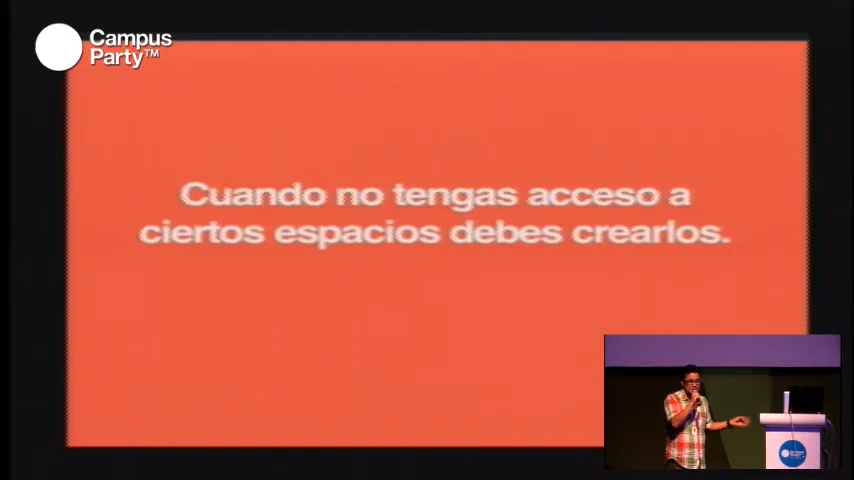 Campus
Party™
Cuando no tengas acceso a
ciertos espacios debes crearlos.